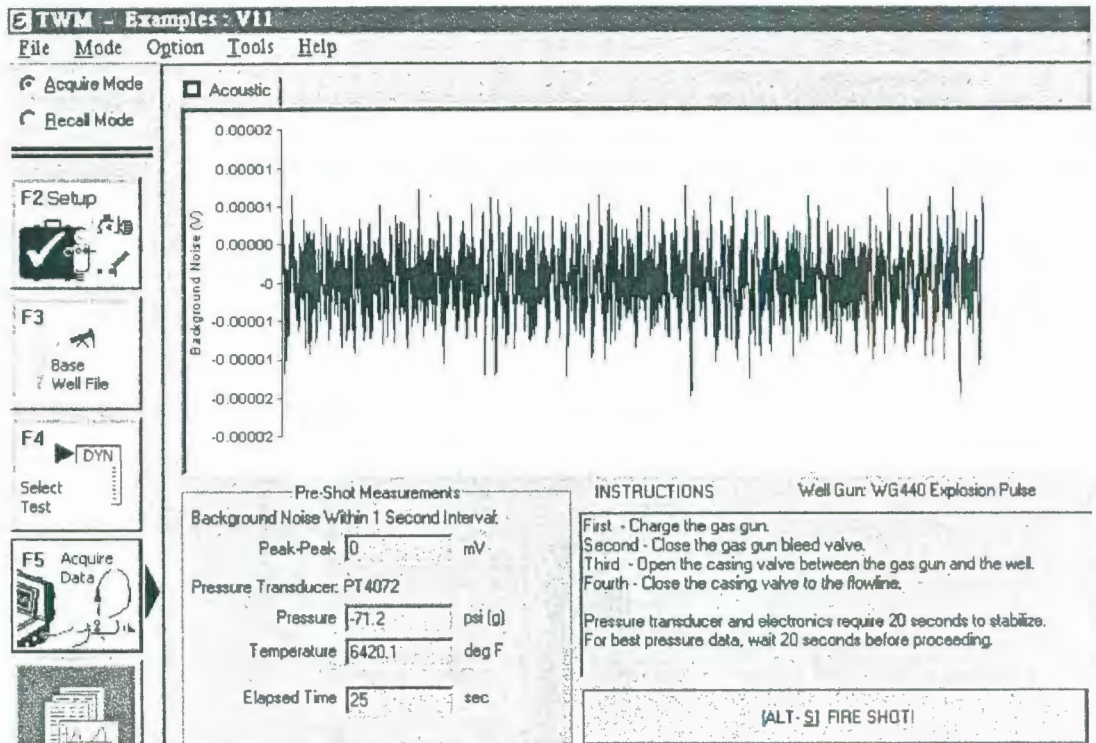 TWM - Examples : V11
File Mode Option Tools Help
Acquire Mode
Recall Mode
F2 Setup
F3
Base
Well File
F4
DYN
Select
Test
F5 Acquire
Data
Acoustic
Background Noise (V)
0.00002
0.00001
0.00001
0.00000
-0
-0.00001
-0.00001
-0.00002
-0.00002
Pre-Shot Measurements
Background Noise Within 1 Second Interval:
Peak-Peak 0 mV
Pressure Transducer: PT4072
Pressure -71.2 psi (g)
Temperature 6420.1 deg F
Elapsed Time 25 sec
INSTRUCTIONS Well Gun: WG440 Explosion Pulse
First - Charge the gas gun.
Second - Close the gas gun bleed valve.
Third - Open the casing valve between the gas gun and the well.
Fourth - Close the casing valve to the flowline.
Pressure transducer and electronics require 20 seconds to stabilize.
For best pressure data, wait 20 seconds before proceeding.
[ALT- S] FIRE SHOT!